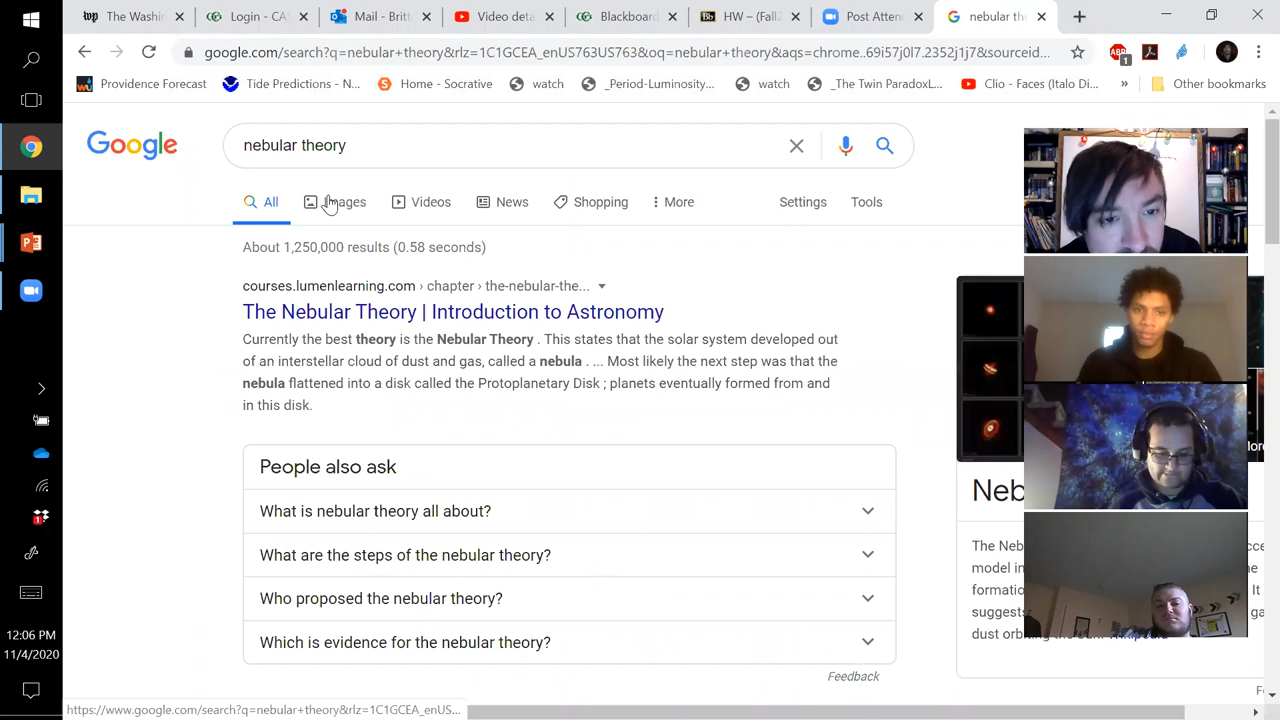 The Washin
Login - CAS
Mail - Britt
Video deta
Blackboard
HW – (Fall
Post Attend
nebular the
google.com/search?q=nebular+theory&rlz=1C1GCEA_enUS763US763&oq=nebular+theory&aqs=chrome..69i57j0l7.2352j1j7&sourceid...
Providence Forecast
Tide Predictions - N...
Home - Socrative
watch
_Period-Luminosity...
watch
_The Twin ParadoxL...
Clio - Faces (Italo Di...
»
Other bookmarks
Google
nebular theory
All
Images
Videos
News
Shopping
More
Settings
Tools
About 1,250,000 results (0.58 seconds)
courses.lumenlearning.com › chapter › the-nebular-the...
The Nebular Theory | Introduction to Astronomy
Currently the best theory is the Nebular Theory . This states that the solar system developed out
of an interstellar cloud of dust and gas, called a nebula . ... Most likely the next step was that the
nebula flattened into a disk called the Protoplanetary Disk ; planets eventually formed from and
in this disk.
People also ask
What is nebular theory all about?
What are the steps of the nebular theory?
Who proposed the nebular theory?
Which is evidence for the nebular theory?
Feedback
Neb
The Neb
model in
formatio
suggests
dust orbiting the
12:06 PM
11/4/2020
https://www.google.com/search?q=nebular+theory&rlz=1C1GCEA_enUS...